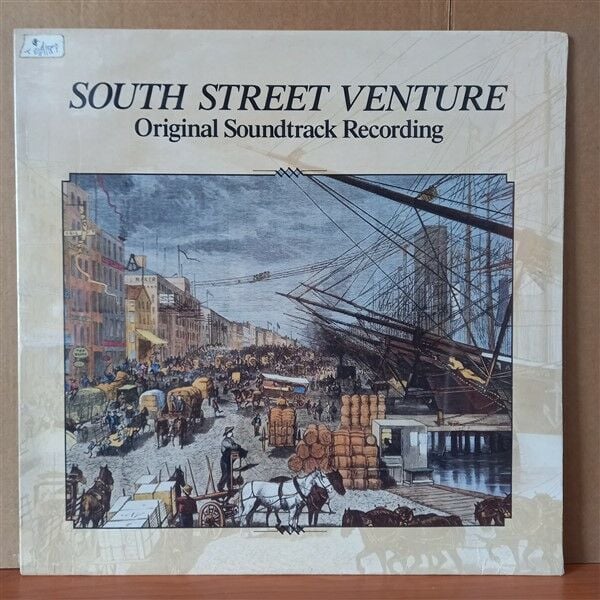 SOUTH STREET VENTURE
Original Soundtrack Recording